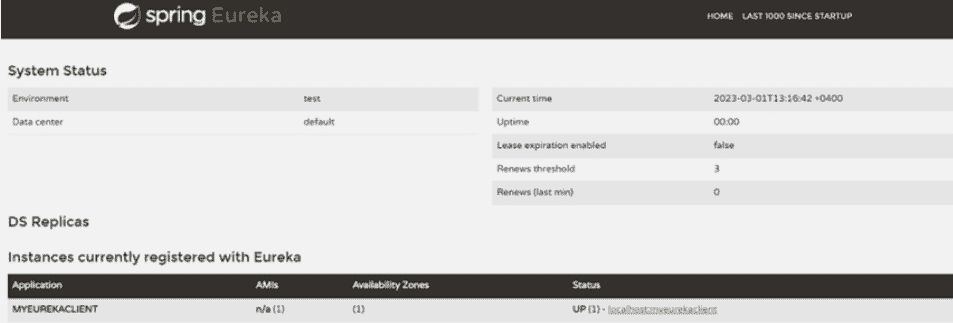 spring Eureka
HOME LAST 1000 SINCE STARTUP
System Status
Environment test
Data center default
Current time 2023-03-01T13:16:42 +0400
Uptime 00:00
Lease expiration enabled false
Renews threshold 3
Renews (last min) 0
DS Replicas
Instances currently registered with Eureka
Application AMIs Availability Zones Status
MYEUREKACLIENT n/a (1) (1) UP (1) - localhost:myeurekaclient